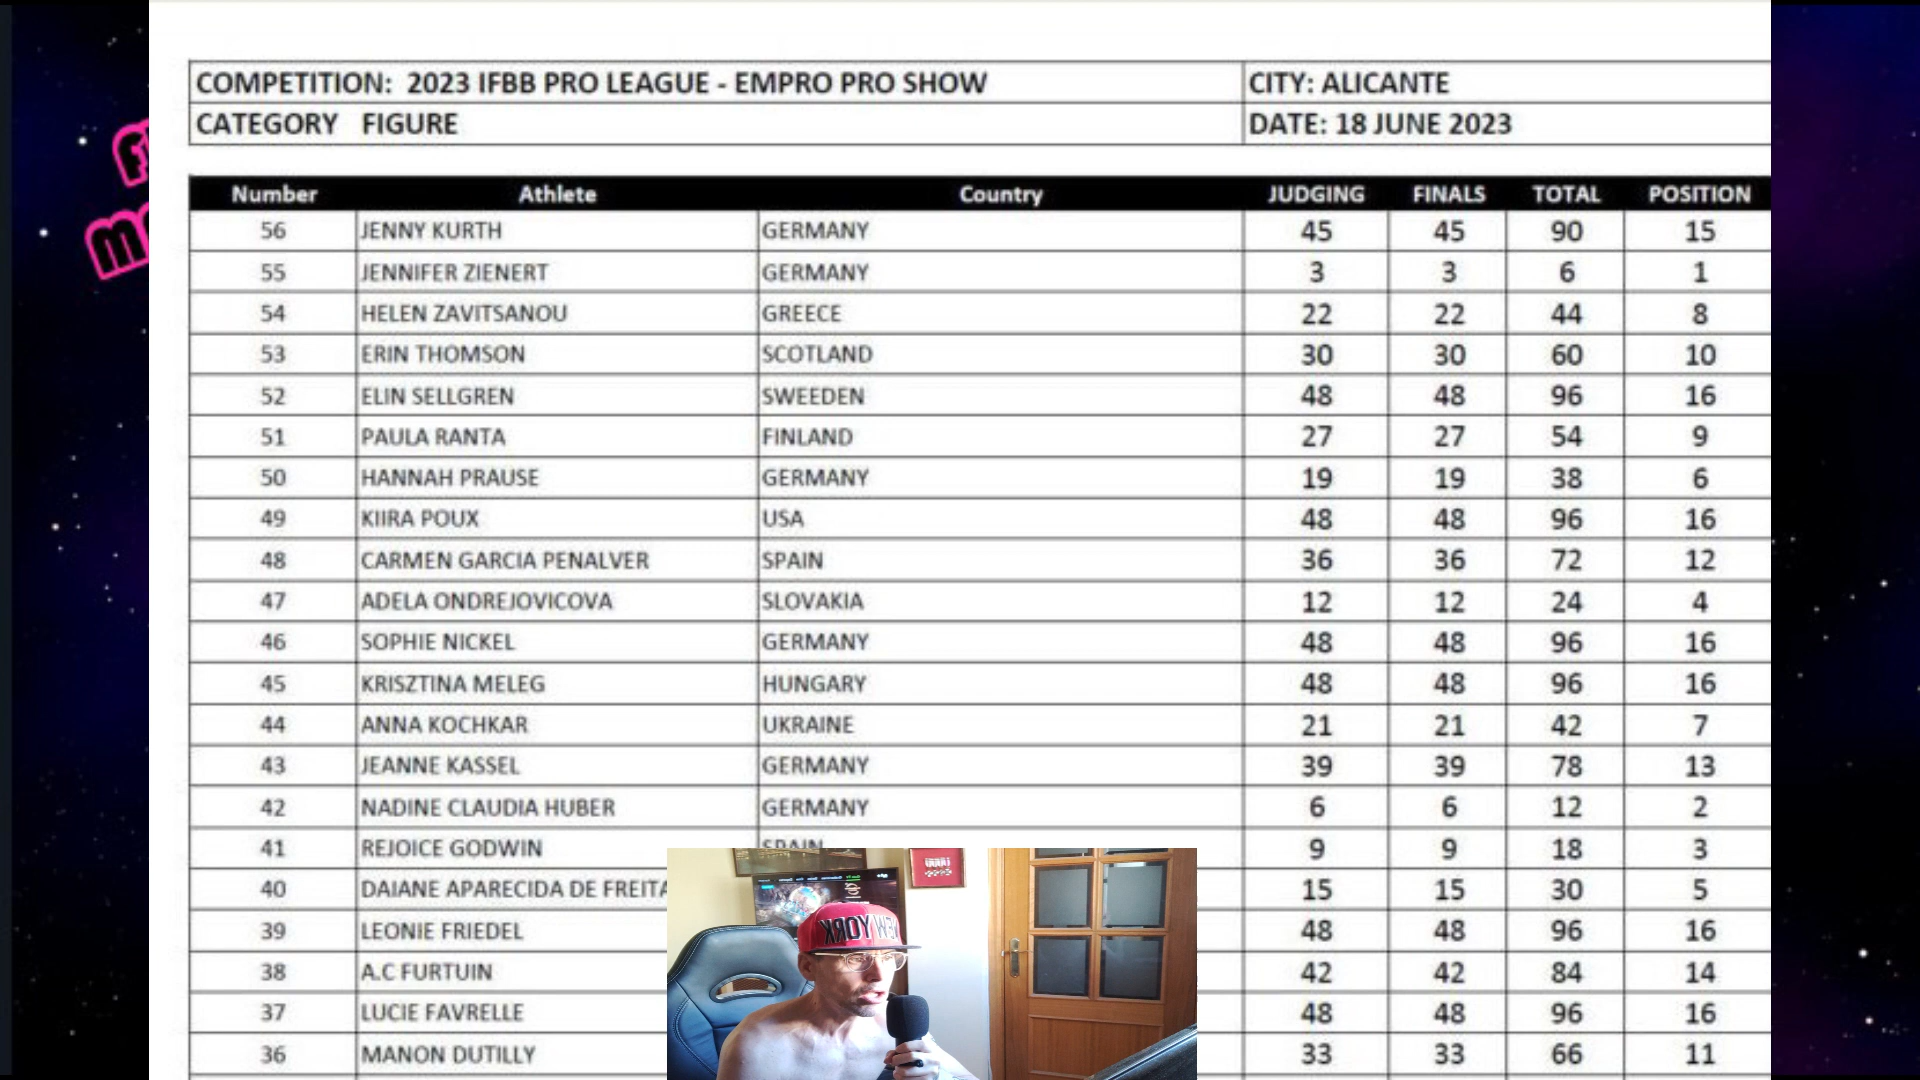 COMPETITION: 2023 IFBB PRO LEAGUE - EMPRO PRO SHOW CITY: ALICANTE
CATEGORY FIGURE DATE: 18 JUNE 2023
Number Athlete Country JUDGING FINALS TOTAL POSITION
56 JENNY KURTH GERMANY 45 45 90 15
55 JENNIFER ZIENERT GERMANY 3 3 6 1
54 HELEN ZAVITSANOU GREECE 22 22 44 8
53 ERIN THOMSON SCOTLAND 30 30 60 10
52 ELIN SELLGREN SWEEDEN 48 48 96 16
51 PAULA RANTA FINLAND 27 27 54 9
50 HANNAH PRAUSE GERMANY 19 19 38 6
49 KIIRA POUX USA 48 48 96 16
48 CARMEN GARCIA PENALVER SPAIN 36 36 72 12
47 ADELA ONDREJOVICOVA SLOVAKIA 12 12 24 4
46 SOPHIE NICKEL GERMANY 48 48 96 16
45 KRISZTINA MELEG HUNGARY 48 48 96 16
44 ANNA KOCHKAR UKRAINE 21 21 42 7
43 JEANNE KASSEL GERMANY 39 39 78 13
42 NADINE CLAUDIA HUBER GERMANY 6 6 12 2
41 REJOICE GODWIN SPAIN 9 9 18 3
40 DAIANE APARECIDA DE FREITA 15 15 30 5
39 LEONIE FRIEDEL 48 48 96 16
38 A.C FURTUIN 42 42 84 14
37 LUCIE FAVRELLE 48 48 96 16
36 MANON DUTILLY 33 33 66 11
NEW YORK